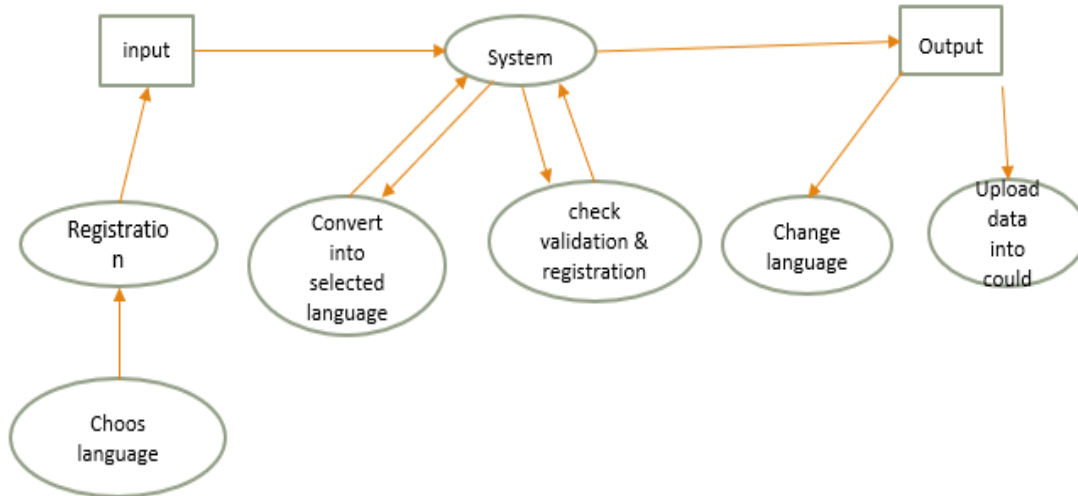 input
System
Output
Registratio
n
Convert
into
selected
language
check
validation &
registration
Change
language
Upload
data
into
could
Choos
language